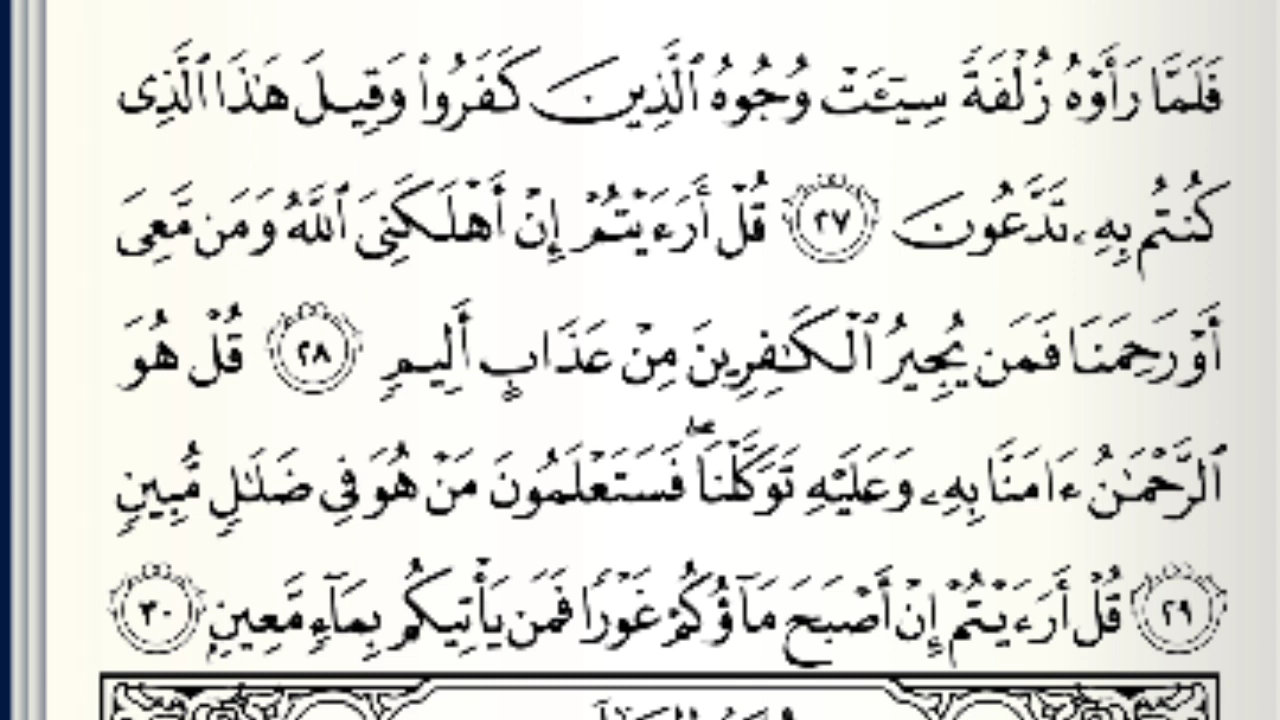 فَلَمَّا رَأَوْهُ زُلْفَةً سِيٓـَٔتْ وُجُوهُ ٱلَّذِينَ كَفَرُوا۟ وَقِيلَ هَـٰذَا ٱلَّذِى
كُنتُم بِهِۦ تَدَّعُونَ ٢٧ قُلْ أَرَءَيْتُمْ إِنْ أَهْلَكَنِىَ ٱللَّهُ وَمَن مَّعِىَ
أَوْ رَحِمَنَا فَمَن يُجِيرُ ٱلْكَـٰفِرِينَ مِنْ عَذَابٍ أَلِيمٍ ٢٨ قُلْ هُوَ
ٱلرَّحْمَـٰنُ ءَامَنَّا بِهِۦ وَعَلَيْهِ تَوَكَّلْنَا ۖ فَسَتَعْلَمُونَ مَنْ هُوَ فِى ضَلَـٰلٍ مُّبِينٍ
٢٩ قُلْ أَرَءَيْتُمْ إِنْ أَصْبَحَ مَآؤُكُمْ غَوْرًا فَمَن يَأْتِيكُم بِمَآءٍ مَّعِينٍۭ ٣٠